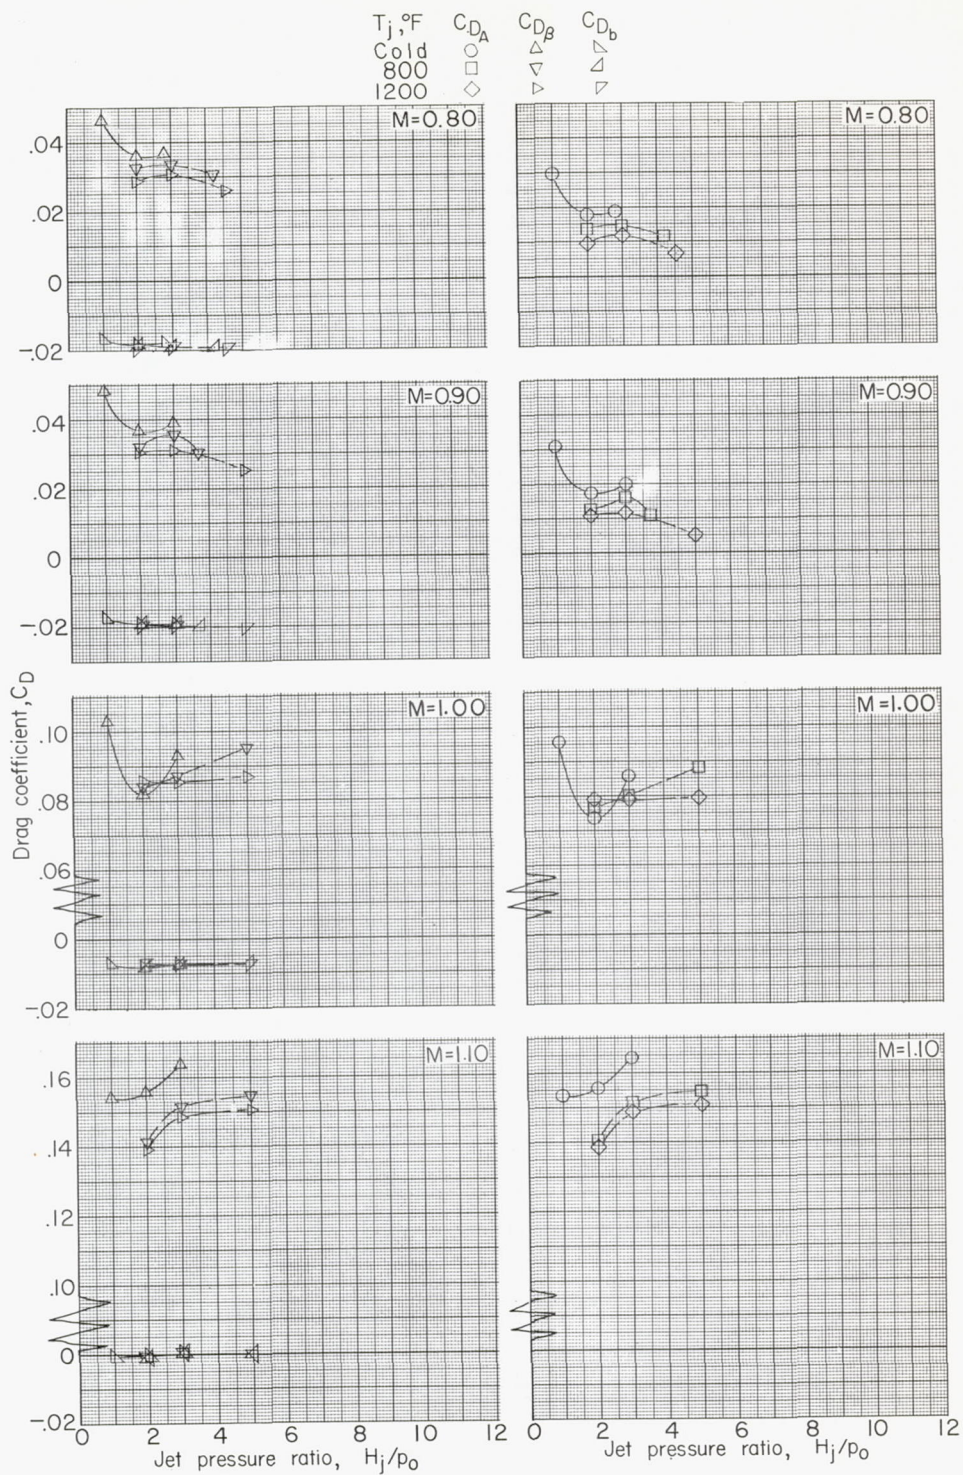 Tj,°F CDA CDβ CDb
Cold ○ △ ◺
800 □ ▽ ◿
1200 ◇ ▷ ▽
M=0.80 M=0.80
.04
.02
0
-.02
M=0.90 M=0.90
.04
.02
0
-.02
M=1.00 M=1.00
.10
.08
.06
0
-.02
M=1.10 M=1.10
.16
.14
.12
.10
0
-.02
Drag coefficient, CD
0 2 4 6 8 10 12 0 2 4 6 8 10 12
Jet pressure ratio, Hj/po Jet pressure ratio, Hj/po